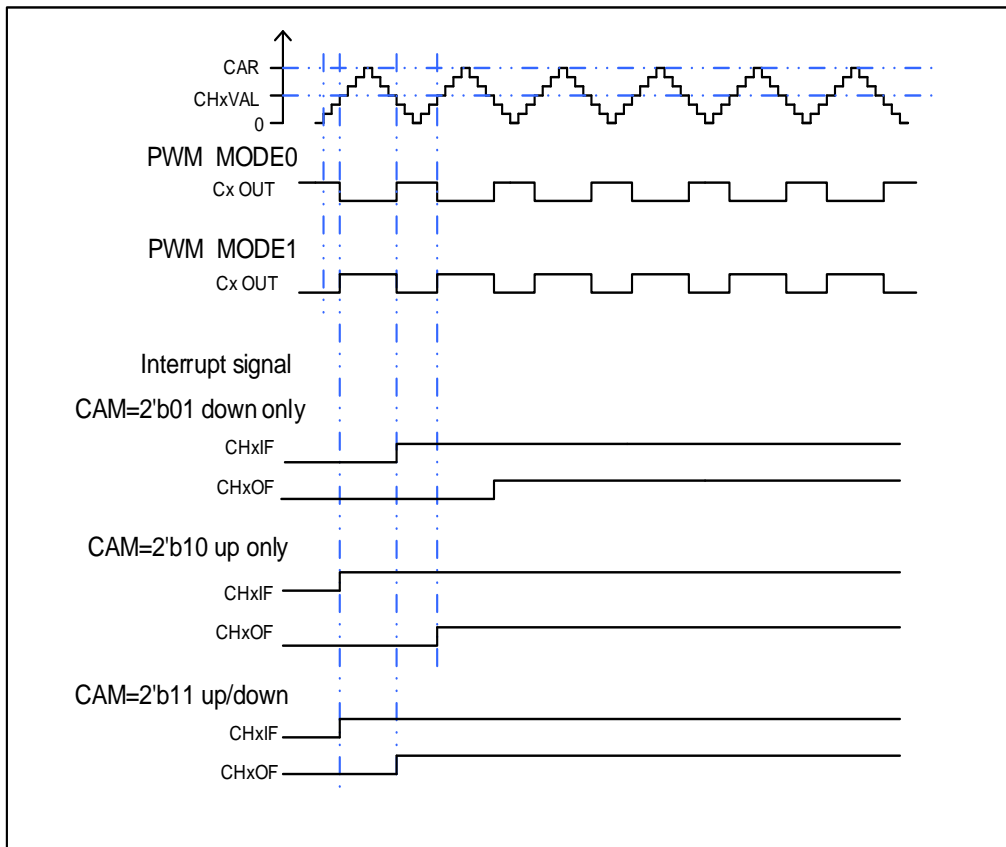 CAR
CHxVAL
0
PWM MODE0
Cx OUT
PWM MODE1
Cx OUT
Interrupt signal
CAM=2'b01 down only
CHxIF
CHxOF
CAM=2'b10 up only
CHxIF
CHxOF
CAM=2'b11 up/down
CHxIF
CHxOF